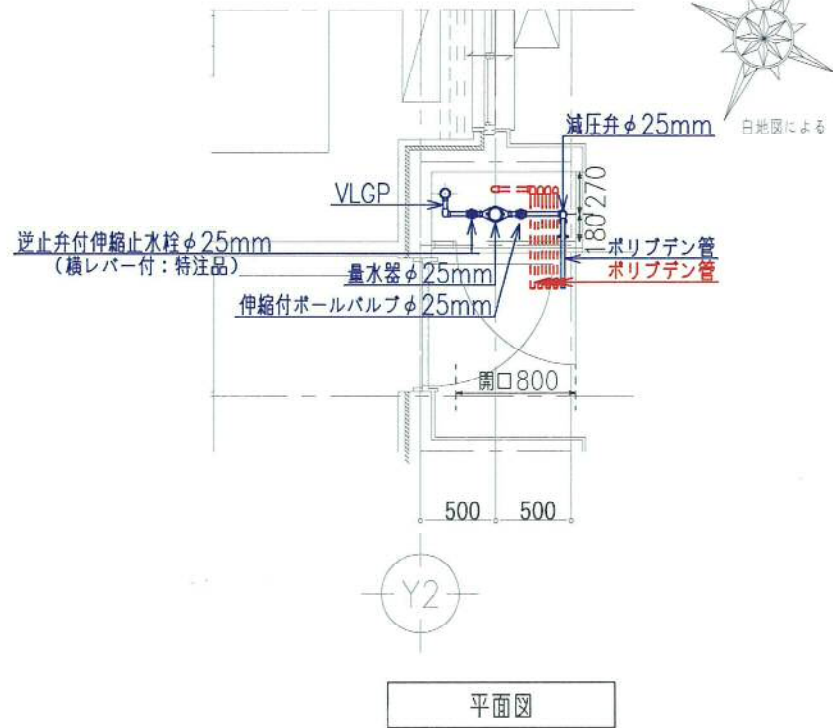 白地図による
減圧弁φ25mm
VLGP
270
180
逆止弁付伸縮止水栓φ25mm
(横レバー付：特注品)
ポリブデン管
量水器φ25mm
ポリブデン管
伸縮付ボールバルブφ25mm
開口800
500
500
Y2
平面図